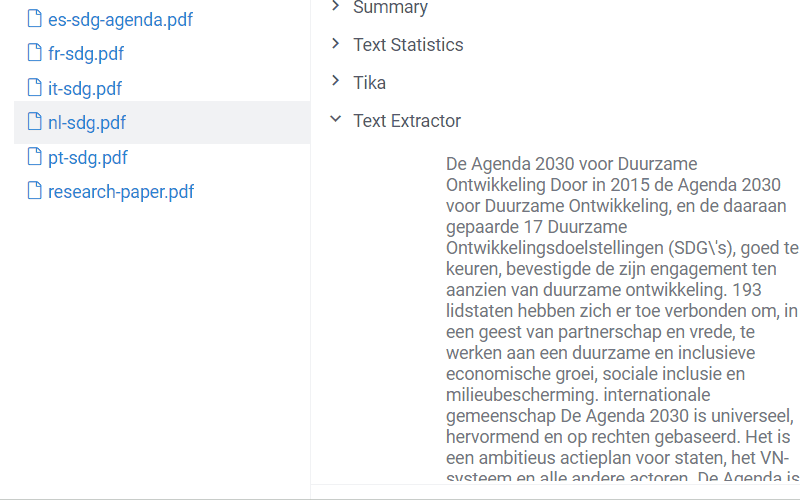 es-sdg-agenda.pdf
fr-sdg.pdf
it-sdg.pdf
nl-sdg.pdf
pt-sdg.pdf
research-paper.pdf
Summary
Text Statistics
Tika
Text Extractor
De Agenda 2030 voor Duurzame
Ontwikkeling Door in 2015 de Agenda 2030
voor Duurzame Ontwikkeling, en de daaraan
gepaarde 17 Duurzame
Ontwikkelingsdoelstellingen (SDG\'s), goed te
keuren, bevestigde de zijn engagement ten
aanzien van duurzame ontwikkeling. 193
lidstaten hebben zich er toe verbonden om, in
een geest van partnerschap en vrede, te
werken aan een duurzame en inclusieve
economische groei, sociale inclusie en
milieubescherming. internationale
gemeenschap De Agenda 2030 is universeel,
hervormend en op rechten gebaseerd. Het is
een ambitieus actieplan voor staten, het VN-
systeem en alle andere actoren. De Agenda is